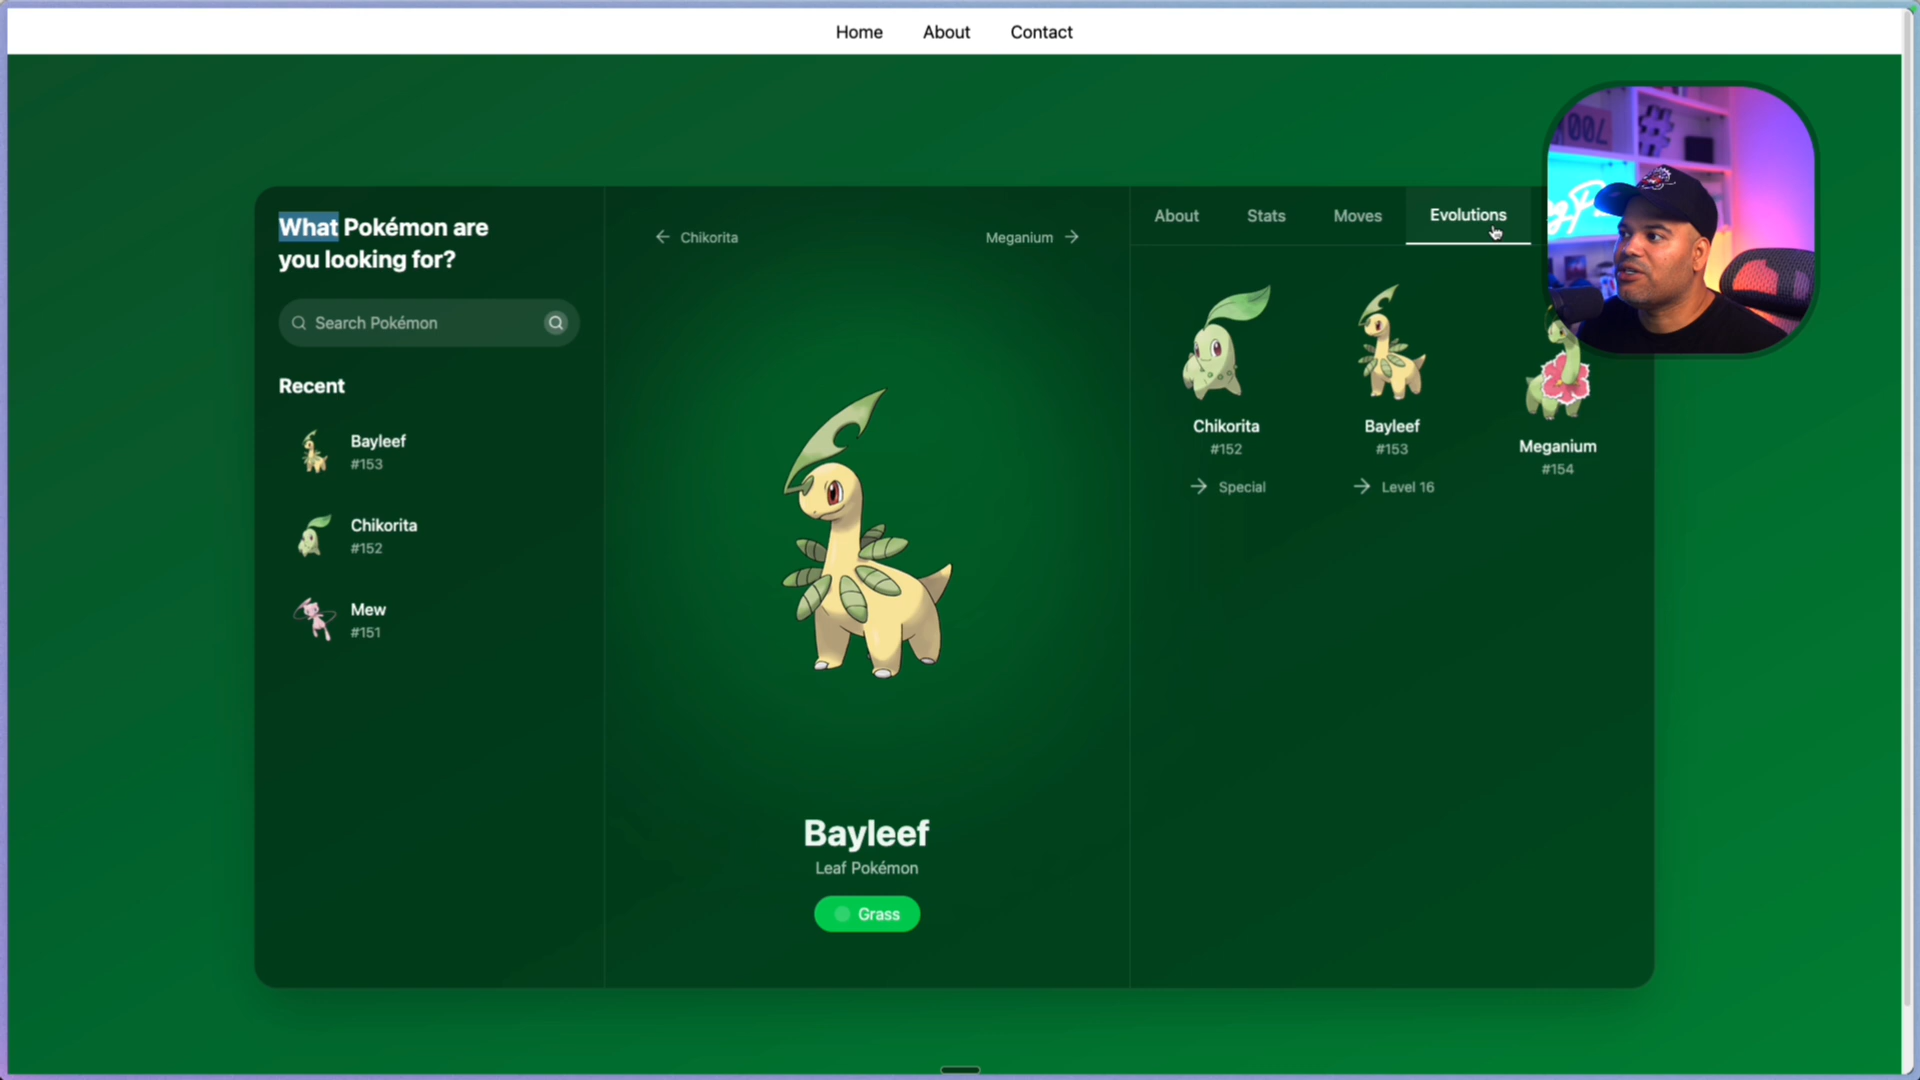 Home About Contact
What Pokémon are
you looking for?
Search Pokémon
Recent
Bayleef
#153
Chikorita
#152
Mew
#151
Chikorita
Meganium
Bayleef
Leaf Pokémon
Grass
About Stats Moves Evolutions
Chikorita
#152
Special
Bayleef
#153
Level 16
Meganium
#154